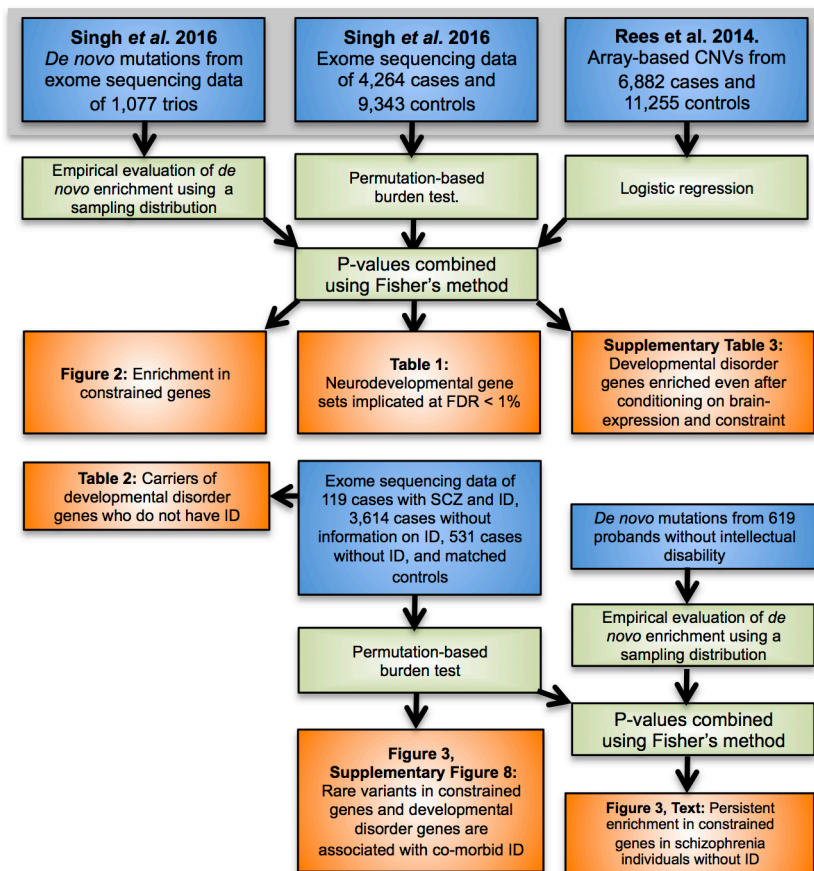 Singh et al. 2016
De novo mutations from
exome sequencing data
of 1,077 trios
Singh et al. 2016
Exome sequencing data
of 4,264 cases and
9,343 controls
Rees et al. 2014.
Array-based CNVs from
6,882 cases and
11,255 controls
Empirical evaluation of de
novo enrichment using a
sampling distribution
Permutation-based
burden test.
Logistic regression
P-values combined
using Fisher's method
Figure 2: Enrichment in
constrained genes
Table 1:
Neurodevelopmental gene
sets implicated at FDR < 1%
Supplementary Table 3:
Developmental disorder
genes enriched even after
conditioning on brain-
expression and constraint
Table 2: Carriers of
developmental disorder
genes who do not have ID
Exome sequencing data of
119 cases with SCZ and ID,
3,614 cases without
information on ID, 531 cases
without ID, and matched
controls
De novo mutations from 619
probands without intellectual
disability
Permutation-based
burden test
Empirical evaluation of de
novo enrichment using a
sampling distribution
P-values combined
using Fisher's method
Figure 3,
Supplementary Figure 8:
Rare variants in constrained
genes and developmental
disorder genes are
associated with co-morbid ID
Figure 3, Text: Persistent
enrichment in constrained
genes in schizophrenia
individuals without ID